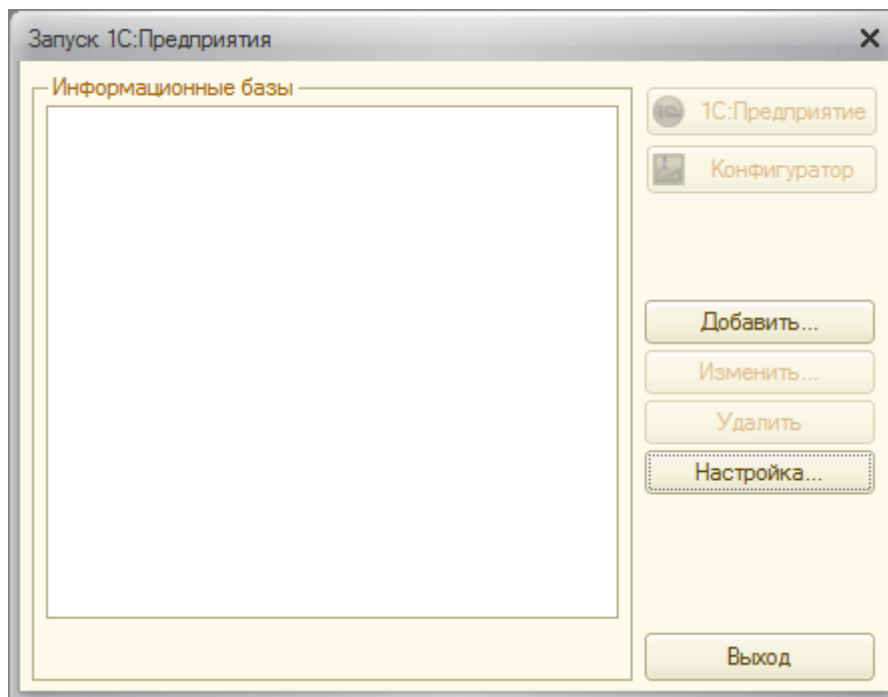 Запуск 1С:Предприятия
Информационные базы
1С:Предприятие
Конфигуратор
Добавить...
Изменить...
Удалить
Настройка...
Выход